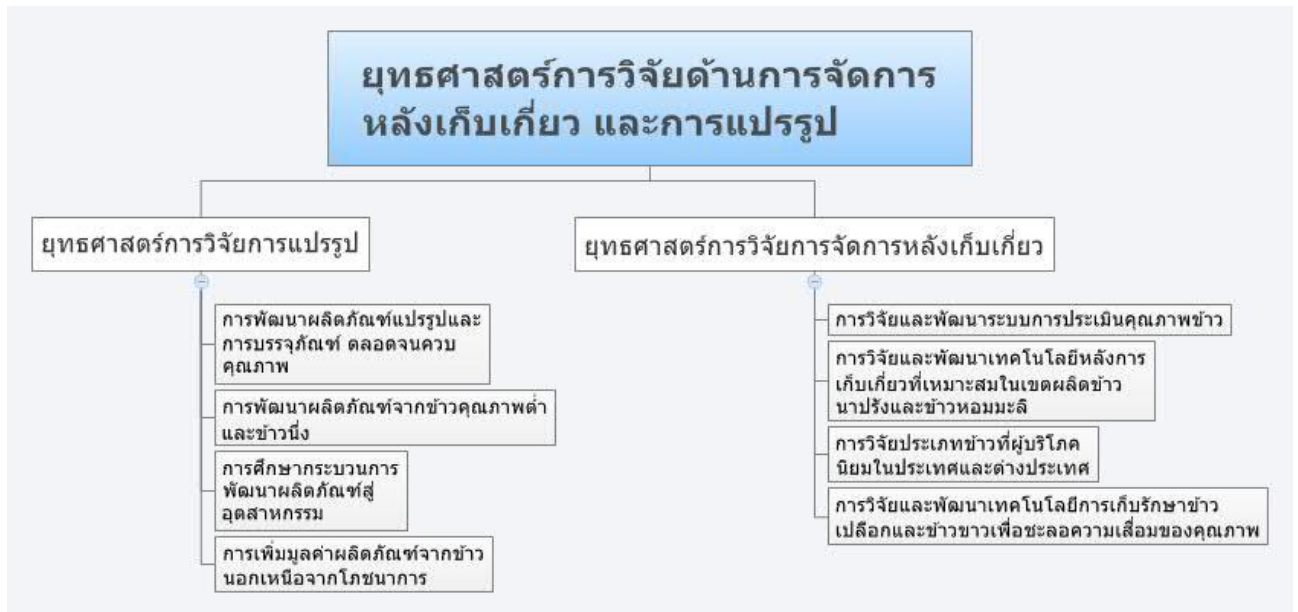 ยุทธศาสตร์การวิจัยด้านการจัดการ
หลังเก็บเกี่ยว และการแปรรูป
ยุทธศาสตร์การวิจัยการแปรรูป
การพัฒนาผลิตภัณฑ์แปรรูปและ
การบรรจุภัณฑ์ ตลอดจนควบ
คุณภาพ
การพัฒนาผลิตภัณฑ์จากข้าวคุณภาพต่ำ
และข้าวนึ่ง
การศึกษากระบวนการ
พัฒนาผลิตภัณฑ์สู่
อุตสาหกรรม
การเพิ่มมูลค่าผลิตภัณฑ์จากข้าว
นอกเหนือจากโภชนาการ
ยุทธศาสตร์การวิจัยการจัดการหลังเก็บเกี่ยว
การวิจัยและพัฒนาระบบการประเมินคุณภาพข้าว
การวิจัยและพัฒนาเทคโนโลยีหลังการ
เก็บเกี่ยวที่เหมาะสมในเขตผลิตข้าว
นาปรังและข้าวหอมมะลิ
การวิจัยประเภทข้าวที่ผู้บริโภค
นิยมในประเทศและต่างประเทศ
การวิจัยและพัฒนาเทคโนโลยีการเก็บรักษาข้าว
เปลือกและข้าวขาวเพื่อชะลอความเสื่อมของคุณภาพ